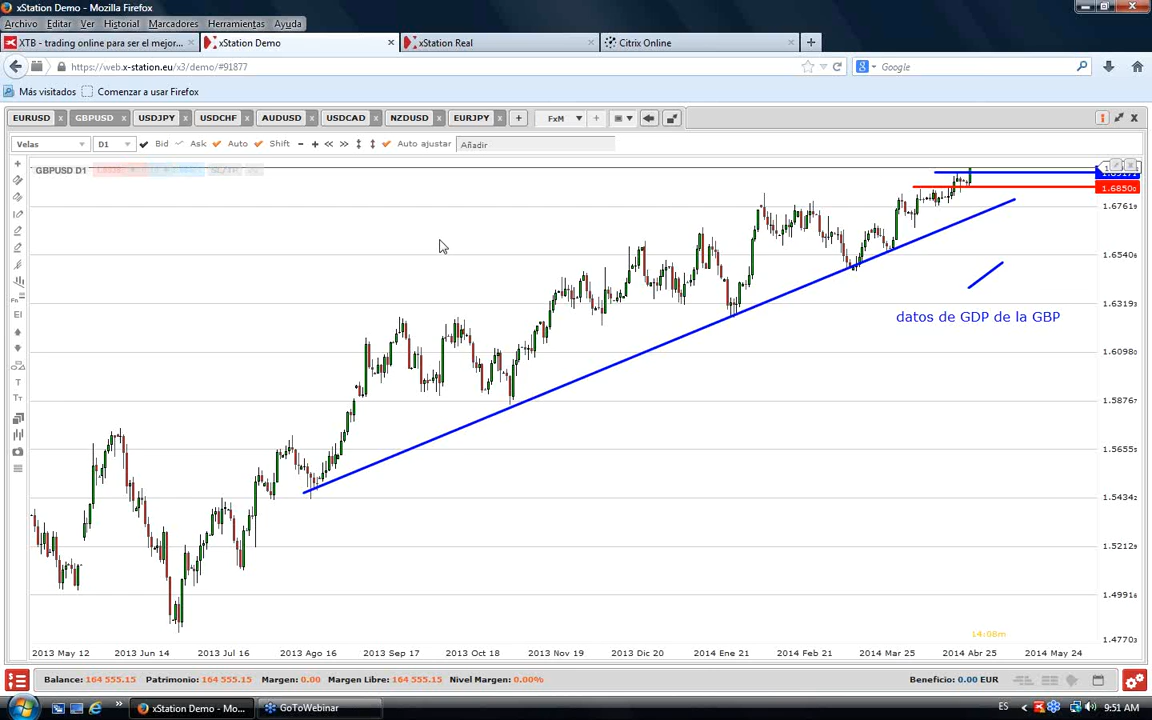 xStation Demo - Mozilla Firefox
Archivo Editar Ver Historial Marcadores Herramientas Ayuda
XTB - trading online para ser el mejor... xStation Demo xStation Real Citrix Online
https://web.x-station.eu/x3/demo/#91877 Google
Más visitados Comenzar a usar Firefox
EURUSD GBPUSD USDJPY USDCHF AUDUSD USDCAD NZDUSD EURJPY FxM
Velas D1 Bid Ask Auto Shift Auto ajustar Añadir
GBPUSD D1
1.6850
1.6761
1.6540
1.6319
datos de GDP de la GBP
1.6098
1.5876
1.5655
1.5434
1.5212
1.4991
14:08m
1.4770
2013 May 12 2013 Jun 14 2013 Jul 16 2013 Ago 16 2013 Sep 17 2013 Oct 18 2013 Nov 19 2013 Dic 20 2014 Ene 21 2014 Feb 21 2014 Mar 25 2014 Abr 25 2014 May 24
Balance: 164 555.15 Patrimonio: 164 555.15 Margen: 0.00 Margen Libre: 164 555.15 Nivel Margen: 0.00% Beneficio: 0.00 EUR
xStation Demo - Mo... GoToWebinar ES 9:51 AM